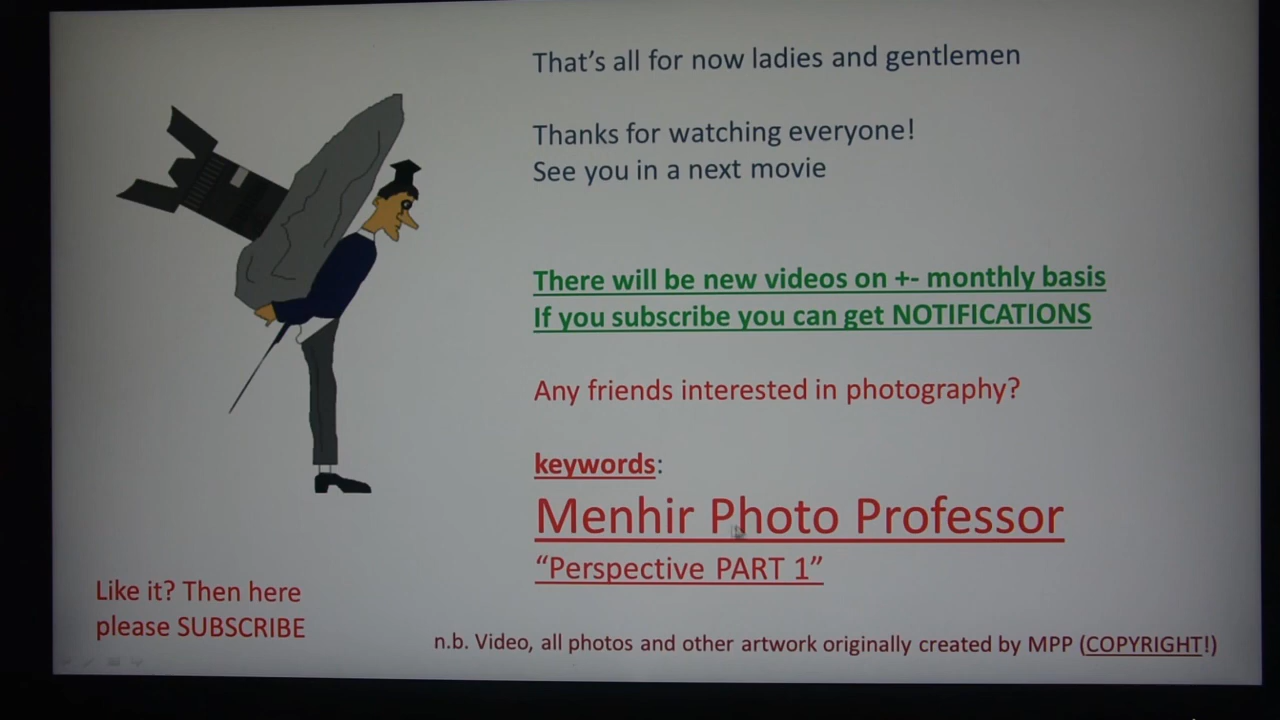 That's all for now ladies and gentlemen
Thanks for watching everyone!
See you in a next movie
There will be new videos on +- monthly basis
If you subscribe you can get NOTIFICATIONS
Any friends interested in photography?
keywords:
Menhir Photo Professor
“Perspective PART 1”
Like it? Then here
please SUBSCRIBE
n.b. Video, all photos and other artwork originally created by MPP (COPYRIGHT!)